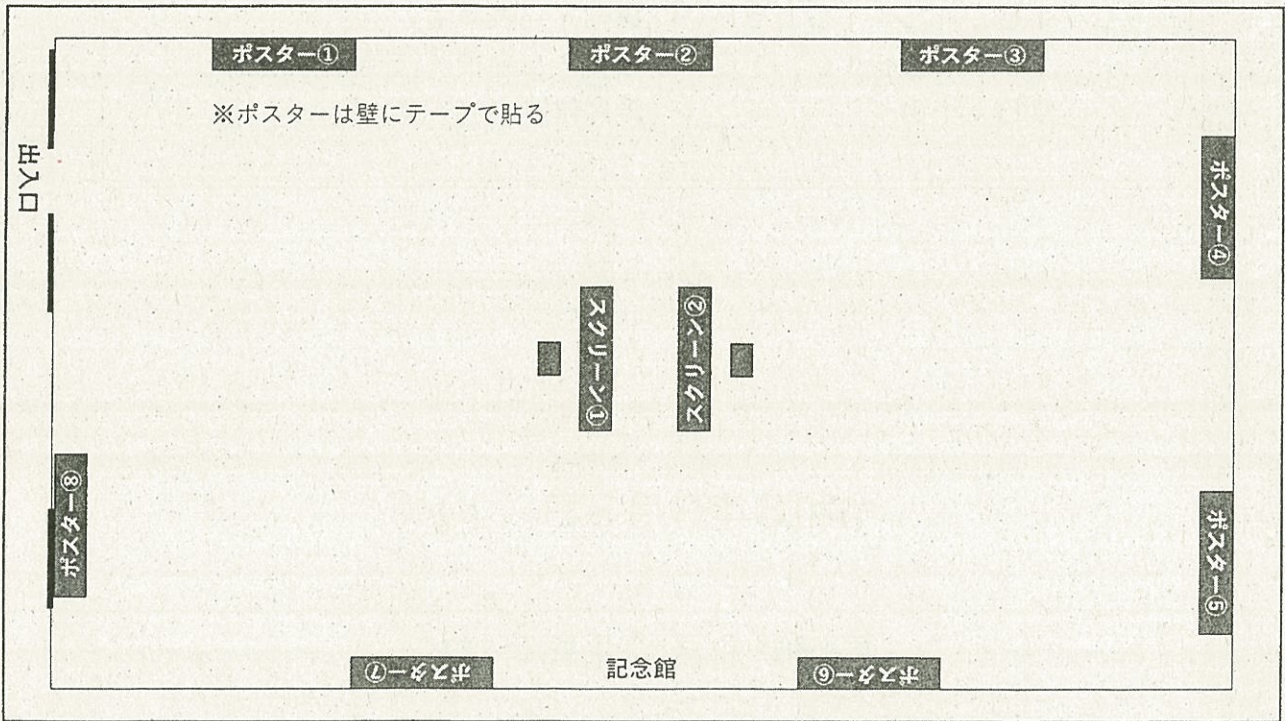 ポスター①
ポスター②
ポスター③
※ポスターは壁にテープで貼る
出入口
ポスター④
スクリーン①
スクリーン②
ポスター⑧
ポスター⑤
ポスター⑦
記念館
ポスター⑥